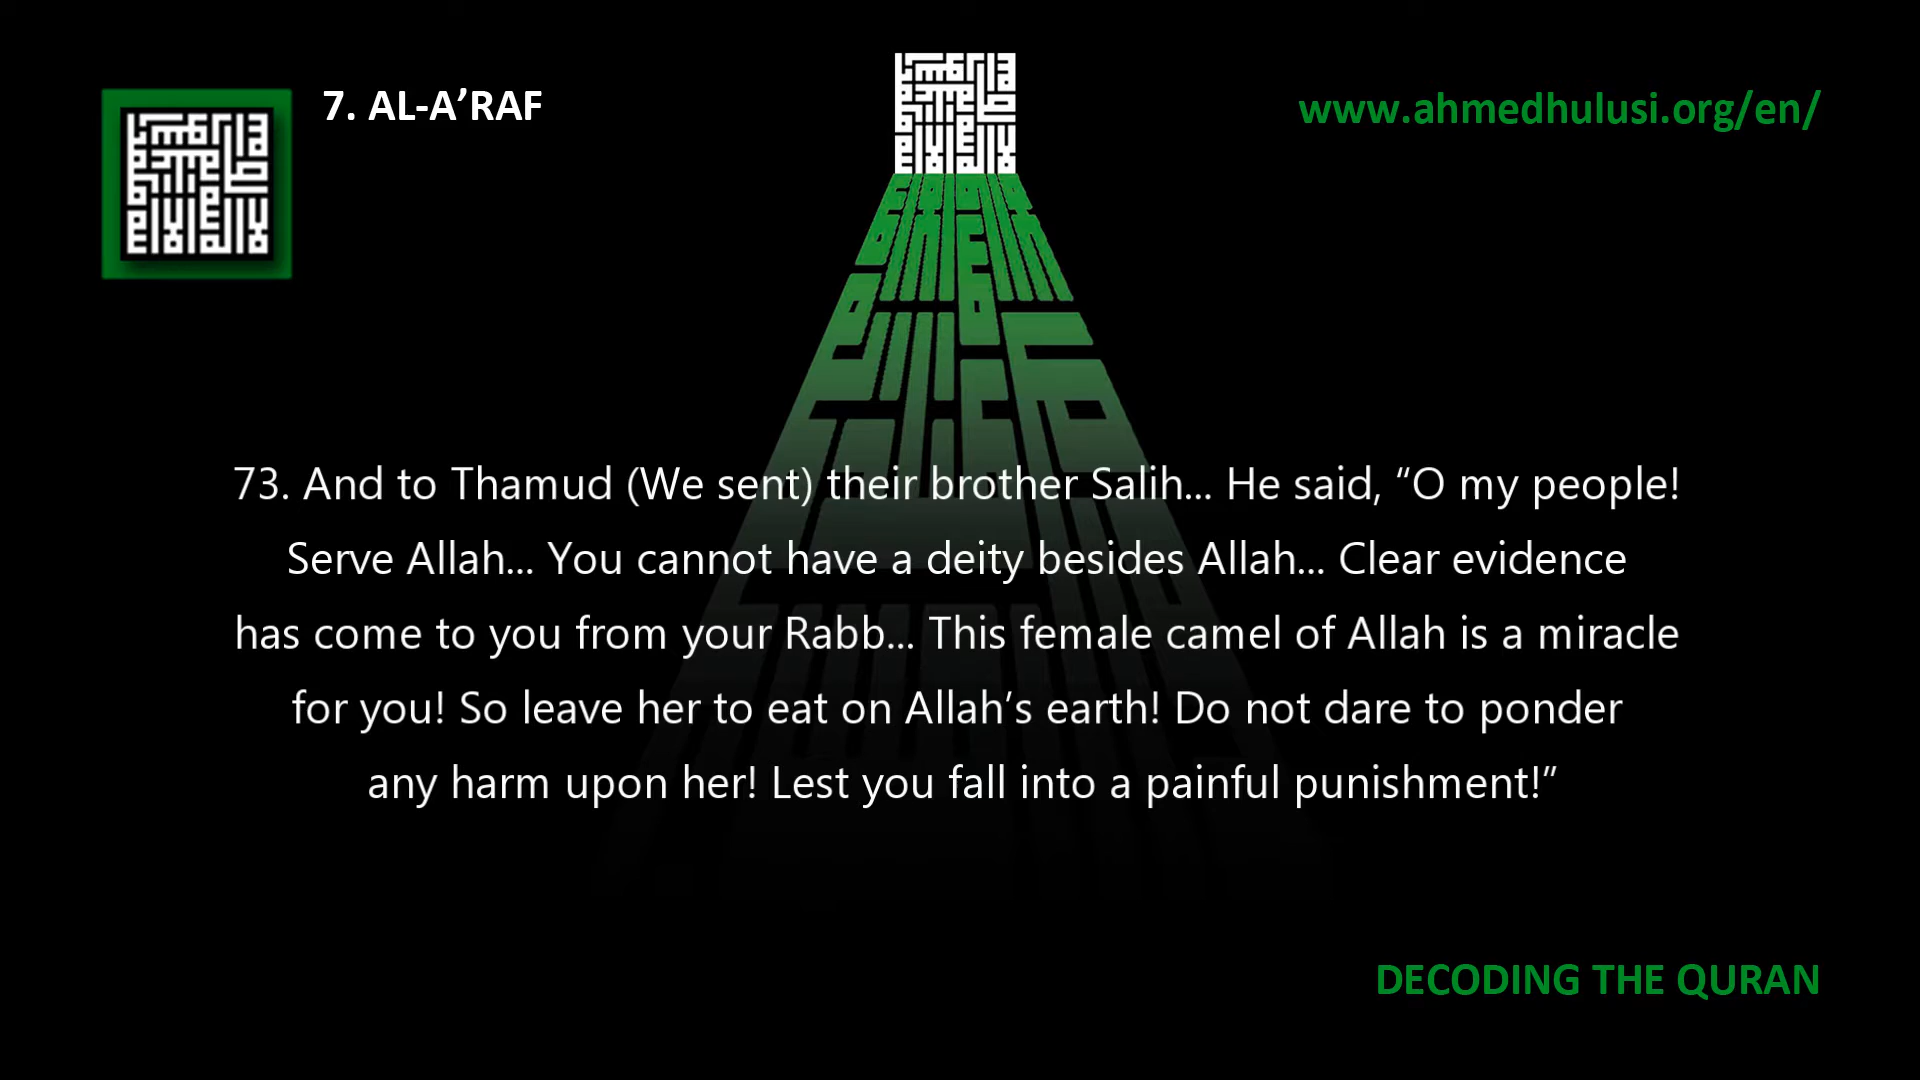 7. AL-A’RAF
www.ahmedhulusi.org/en/
73. And to Thamud (We sent) their brother Salih... He said, “O my people!
Serve Allah... You cannot have a deity besides Allah... Clear evidence
has come to you from your Rabb... This female camel of Allah is a miracle
for you! So leave her to eat on Allah’s earth! Do not dare to ponder
any harm upon her! Lest you fall into a painful punishment!”
DECODING THE QURAN